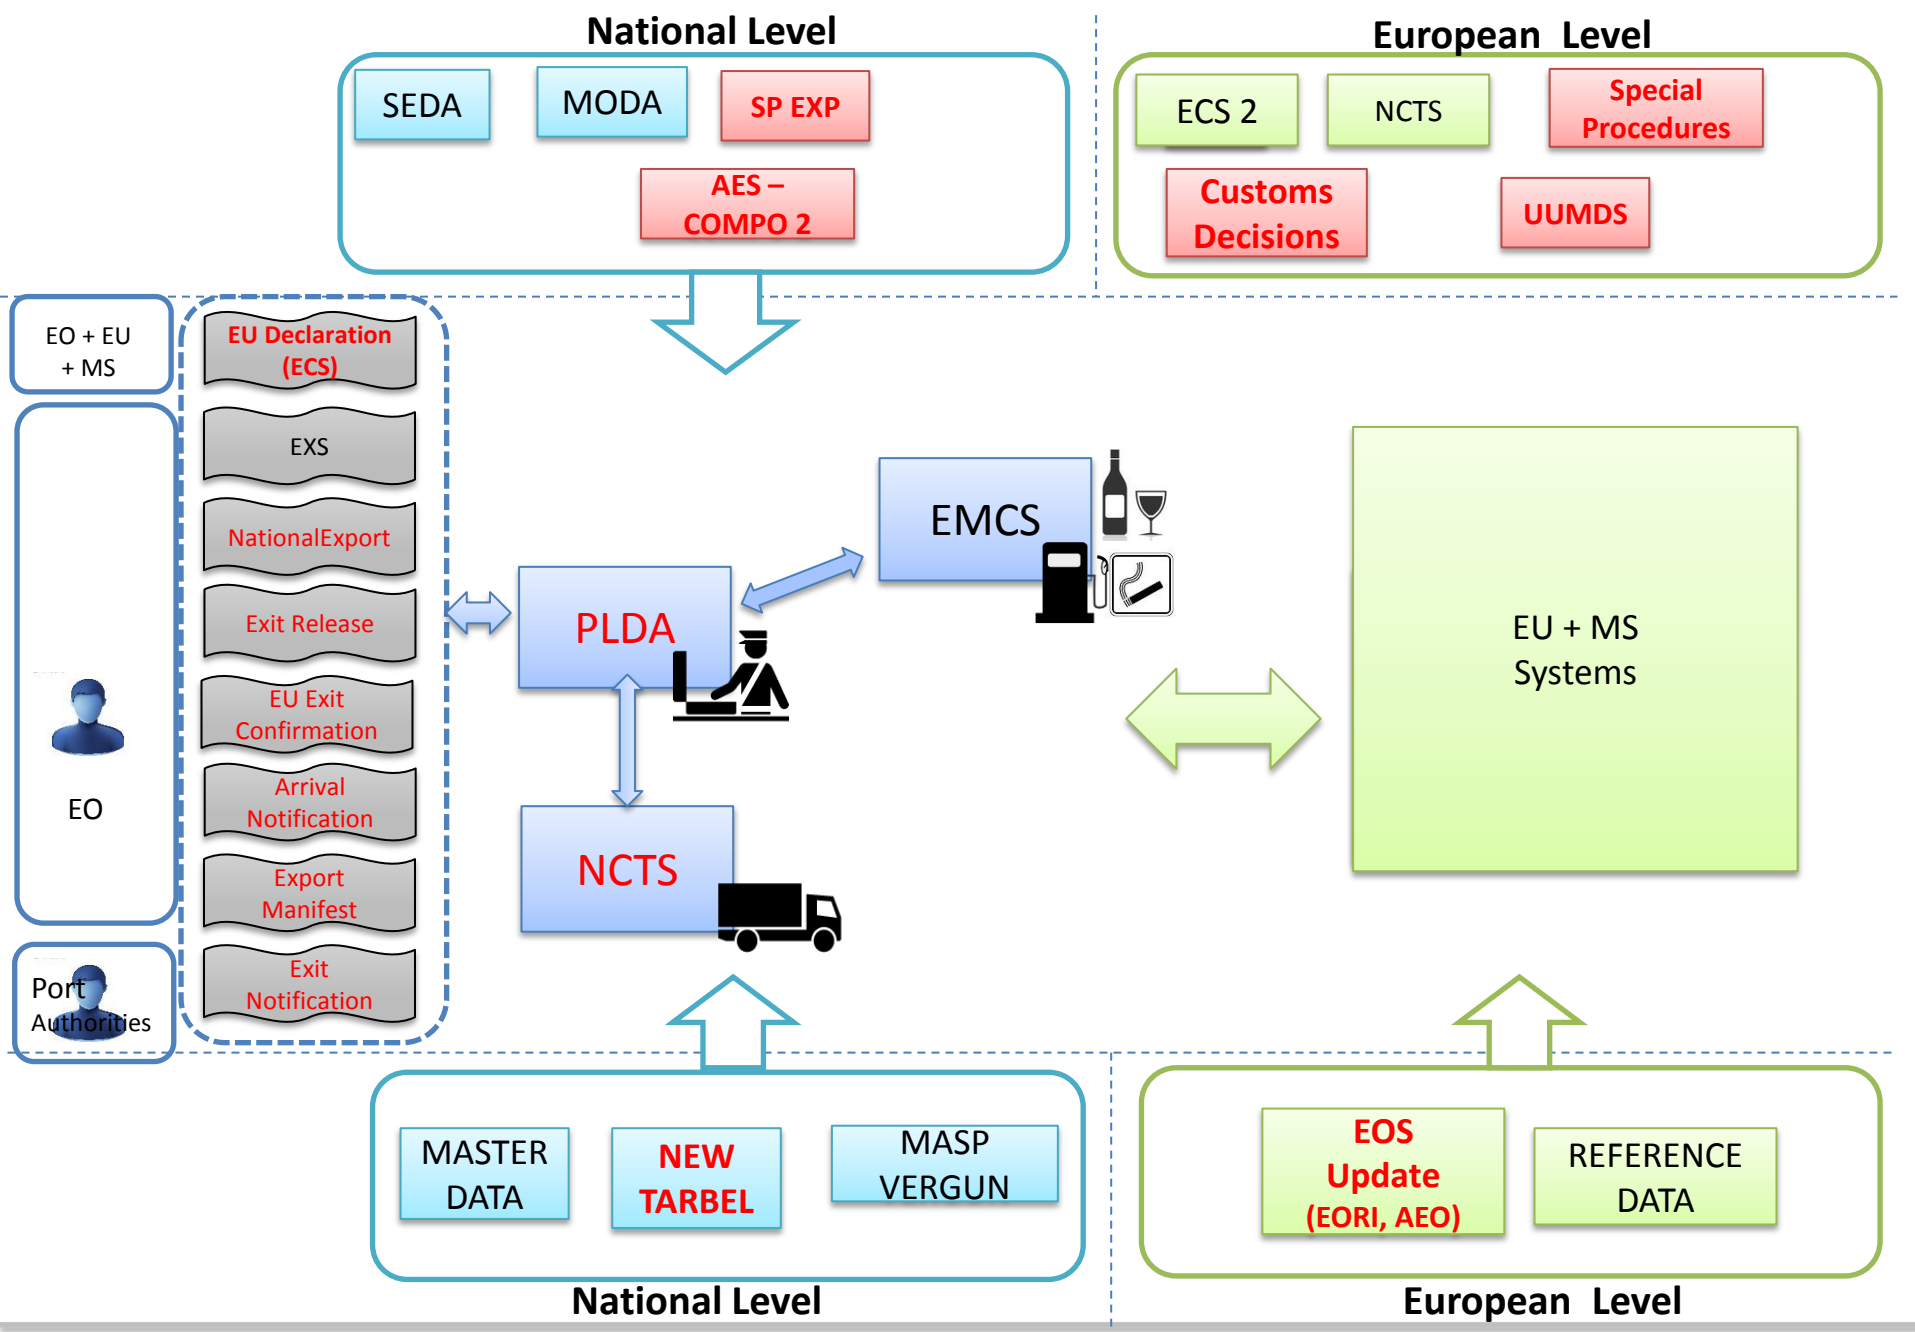 National Level
European Level
SEDA
MODA
SP EXP
AES –
COMPO 2
ECS 2
NCTS
Special
Procedures
Customs
Decisions
UUMDS
EO + EU
+ MS
EU Declaration
(ECS)
EXS
NationalExport
Exit Release
EU Exit
Confirmation
Arrival
Notification
Export
Manifest
Exit
Notification
EO
Port
Authorities
PLDA
EMCS
NCTS
EU + MS
Systems
MASTER
DATA
NEW
TARBEL
MASP
VERGUN
EOS
Update
(EORI, AEO)
REFERENCE
DATA
National Level
European Level